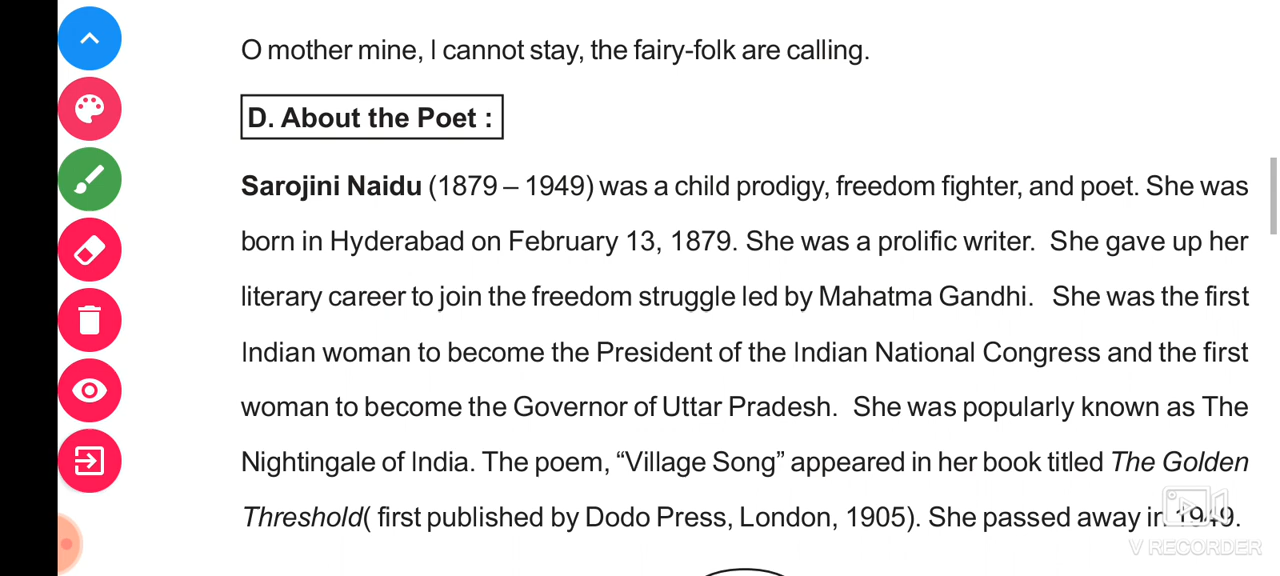 O mother mine, I cannot stay, the fairy-folk are calling.
D. About the Poet :
Sarojini Naidu (1879 – 1949) was a child prodigy, freedom fighter, and poet. She was
born in Hyderabad on February 13, 1879. She was a prolific writer. She gave up her
literary career to join the freedom struggle led by Mahatma Gandhi. She was the first
Indian woman to become the President of the Indian National Congress and the first
woman to become the Governor of Uttar Pradesh. She was popularly known as The
Nightingale of India. The poem, “Village Song” appeared in her book titled The Golden
Threshold( first published by Dodo Press, London, 1905). She passed away in 1949.
V RECORDER